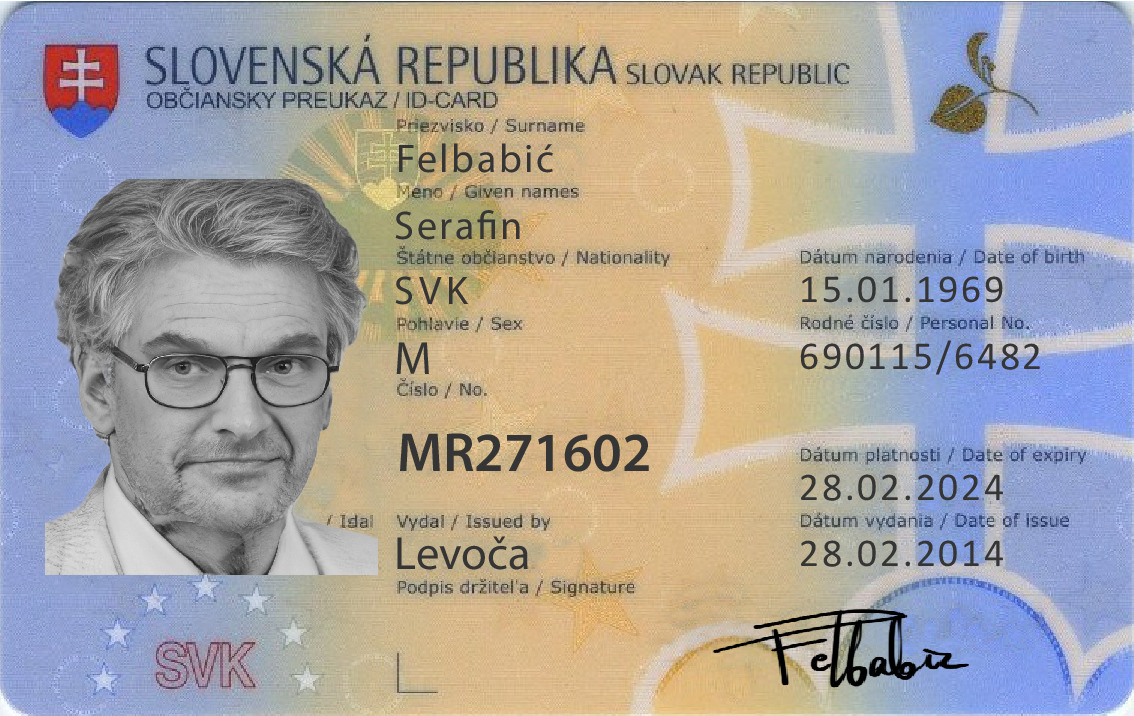 SLOVENSKÁ REPUBLIKA SLOVAK REPUBLIC
OBČIANSKY PREUKAZ / ID-CARD
Priezvisko / Surname
Felbabić
Meno / Given names
Serafin
Štátne občianstvo / Nationality
SVK
Dátum narodenia / Date of birth
15.01.1969
Pohlavie / Sex
M
Rodné číslo / Personal No.
690115/6482
Číslo / No.
MR271602
Dátum platnosti / Date of expiry
28.02.2024
/ Idal
Vydal / Issued by
Levoča
Dátum vydania / Date of issue
28.02.2014
Podpis držiteľa / Signature
Felbabic
SVK